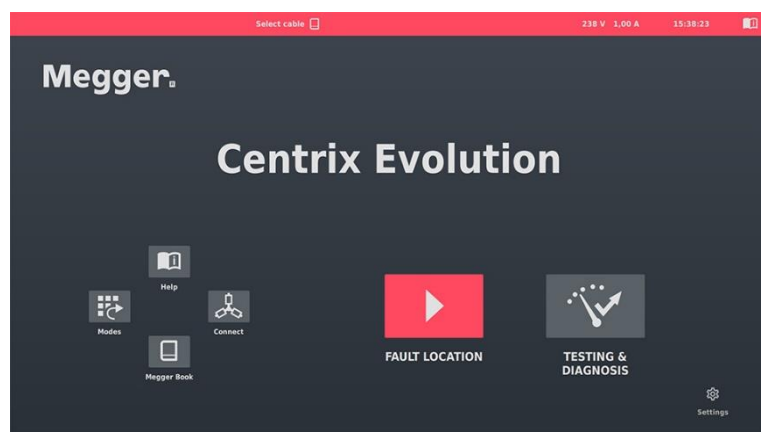 Select cable
238 V 1,00 A
15:38:23
Megger.
Centrix Evolution
Help
Modes
Connect
Megger Book
FAULT LOCATION
TESTING &
DIAGNOSIS
Settings